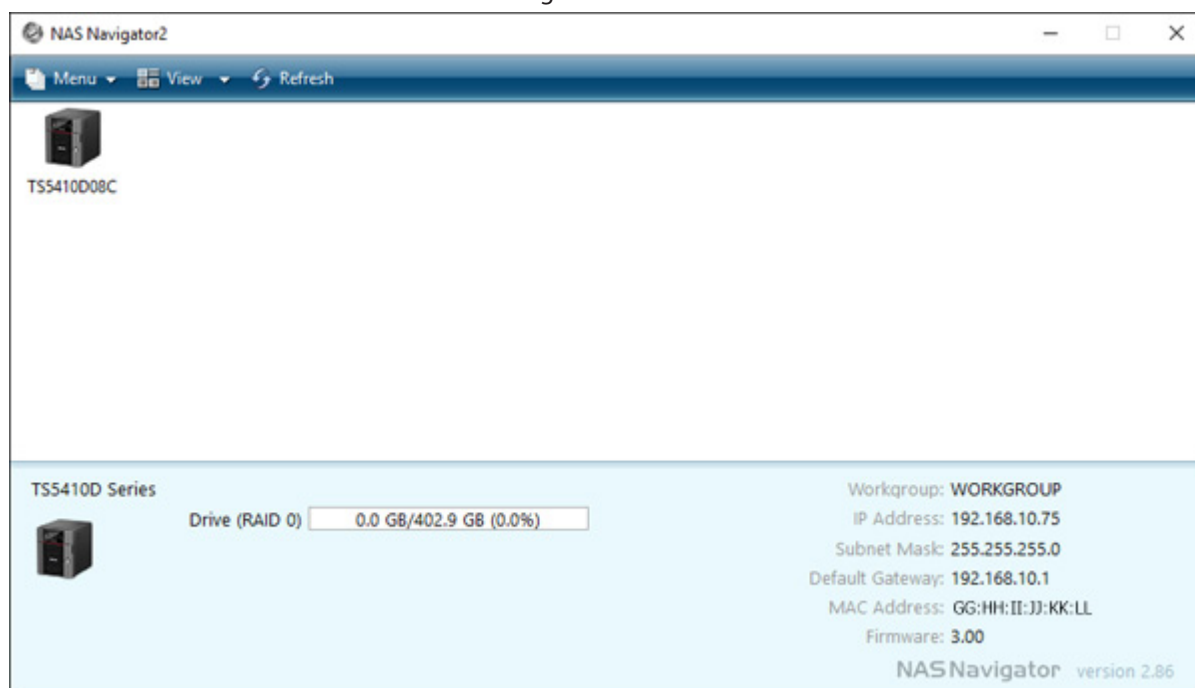 NAS Navigator2
Menu View Refresh
TS5410D08C
TS5410D Series
Drive (RAID 0) 0.0 GB/402.9 GB (0.0%)
Workgroup: WORKGROUP
IP Address: 192.168.10.75
Subnet Mask: 255.255.255.0
Default Gateway: 192.168.10.1
MAC Address: GG:HH:II:JJ:KK:LL
Firmware: 3.00
NAS Navigator version 2.86